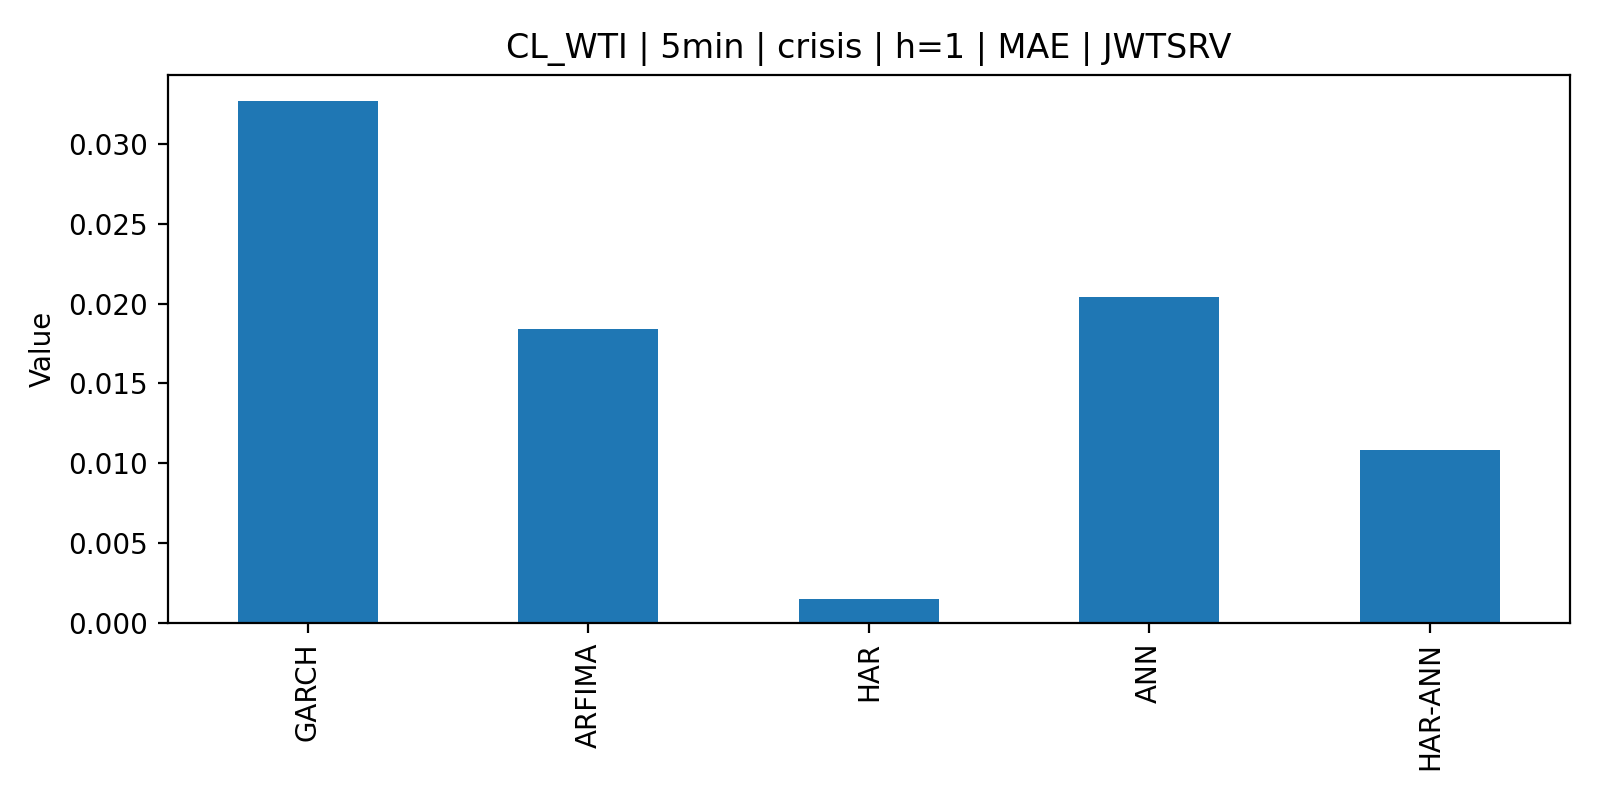 CL_WTI | 5min | crisis | h=1 | MAE | JWTSRV
Value
0.030
0.025
0.020
0.015
0.010
0.005
0.000
GARCH
ARFIMA
HAR
ANN
HAR-ANN